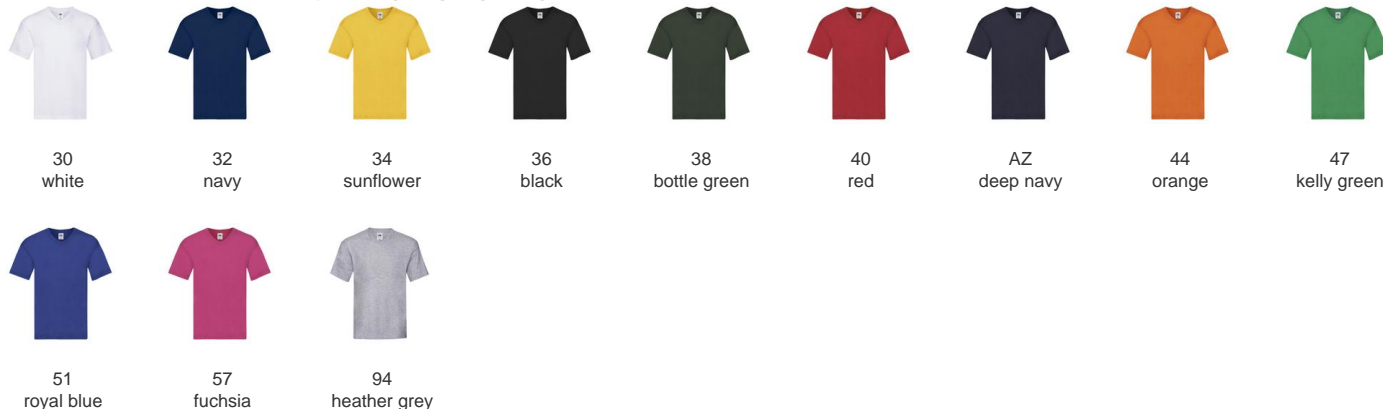 30
white
32
navy
34
sunflower
36
black
38
bottle green
40
red
AZ
deep navy
44
orange
47
kelly green
51
royal blue
57
fuchsia
94
heather grey